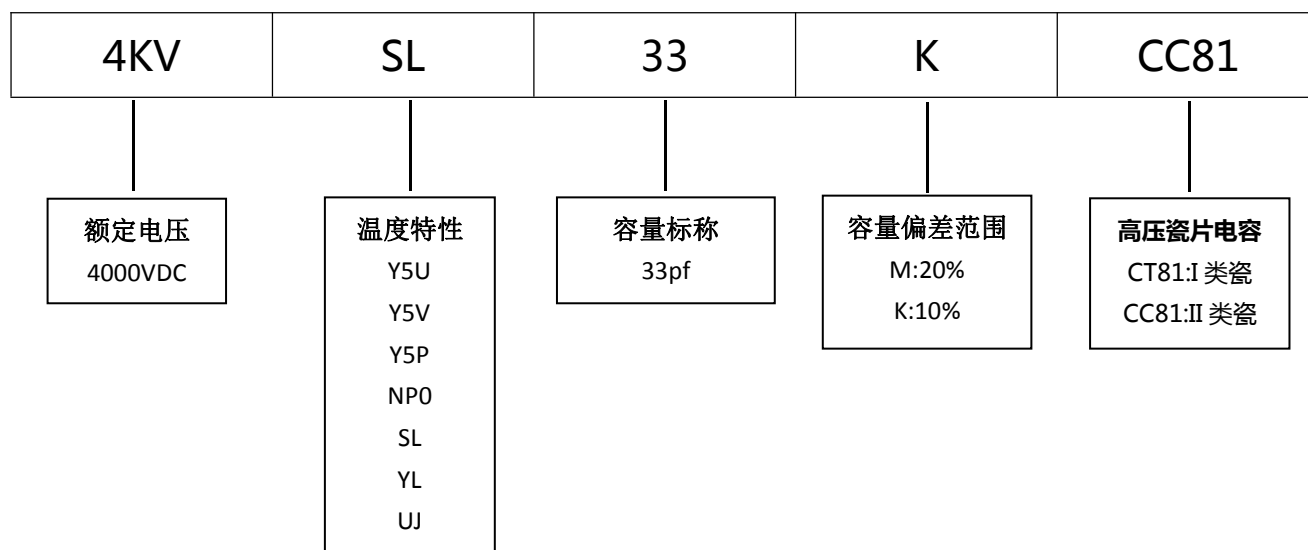 4KV SL 33 K CC81
额定电压
4000VDC
温度特性
Y5U
Y5V
Y5P
NP0
SL
YL
UJ
容量标称
33pf
容量偏差范围
M:20%
K:10%
高压瓷片电容
CT81:I 类瓷
CC81:II 类瓷